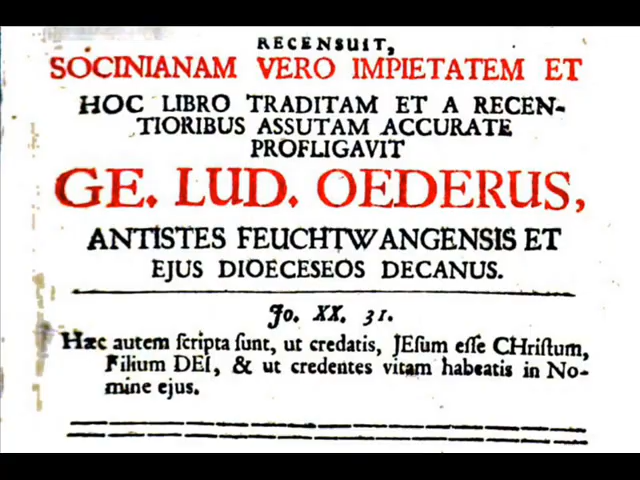 RECENSUIT,
SOCINIANAM VERO IMPIETATEM ET
HOC LIBRO TRADITAM ET A RECEN-
TIORIBUS ASSUTAM ACCURATE
PROFLIGAVIT
GE. LUD. OEDERUS,
ANTISTES FEUCHTWANGENSIS ET
EJUS DIOECESEOS DECANUS.
Jo. XX. 31.
Hæc autem ſcripta ſunt, ut credatis, JEſum eſſe CHriſtum,
Filium DEI, & ut credentes vitam habeatis in No-
mine ejus.